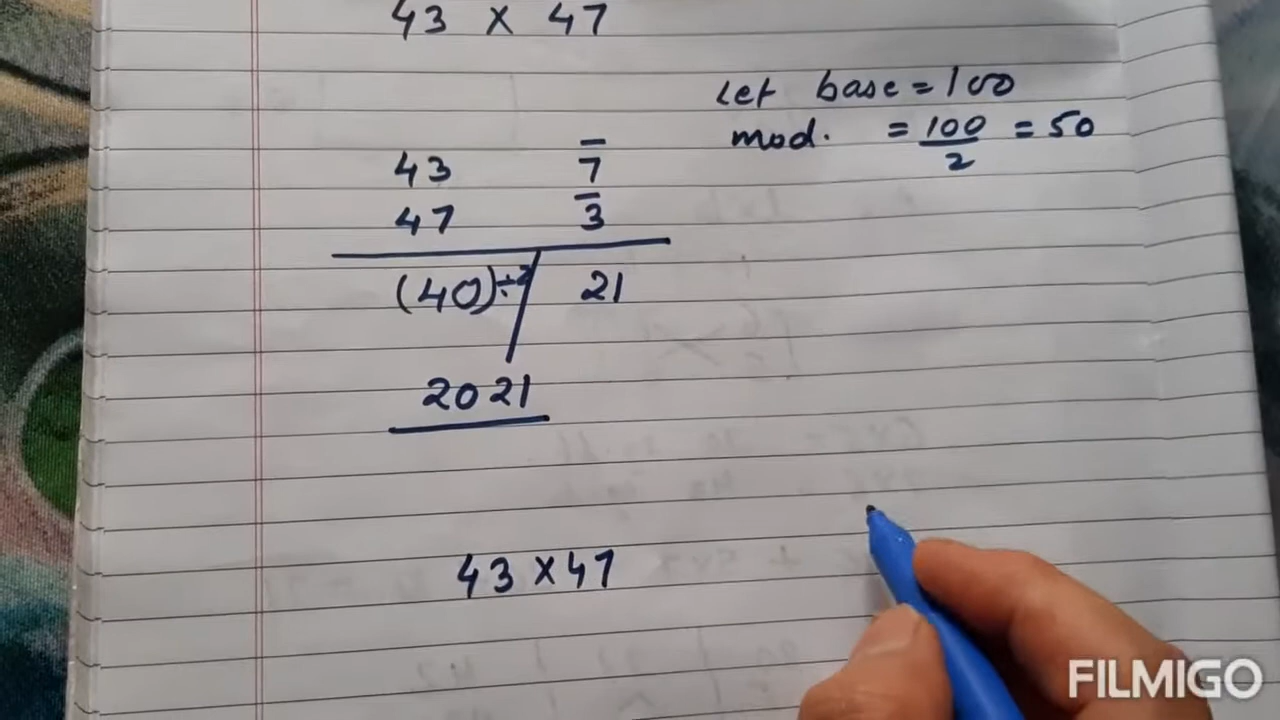 43 x 47
Let base = 100
mod. = 100/2 = 50
43 7̅
47 3̅
(40)÷2 / 21
2021
43 x 47
FILMIGO